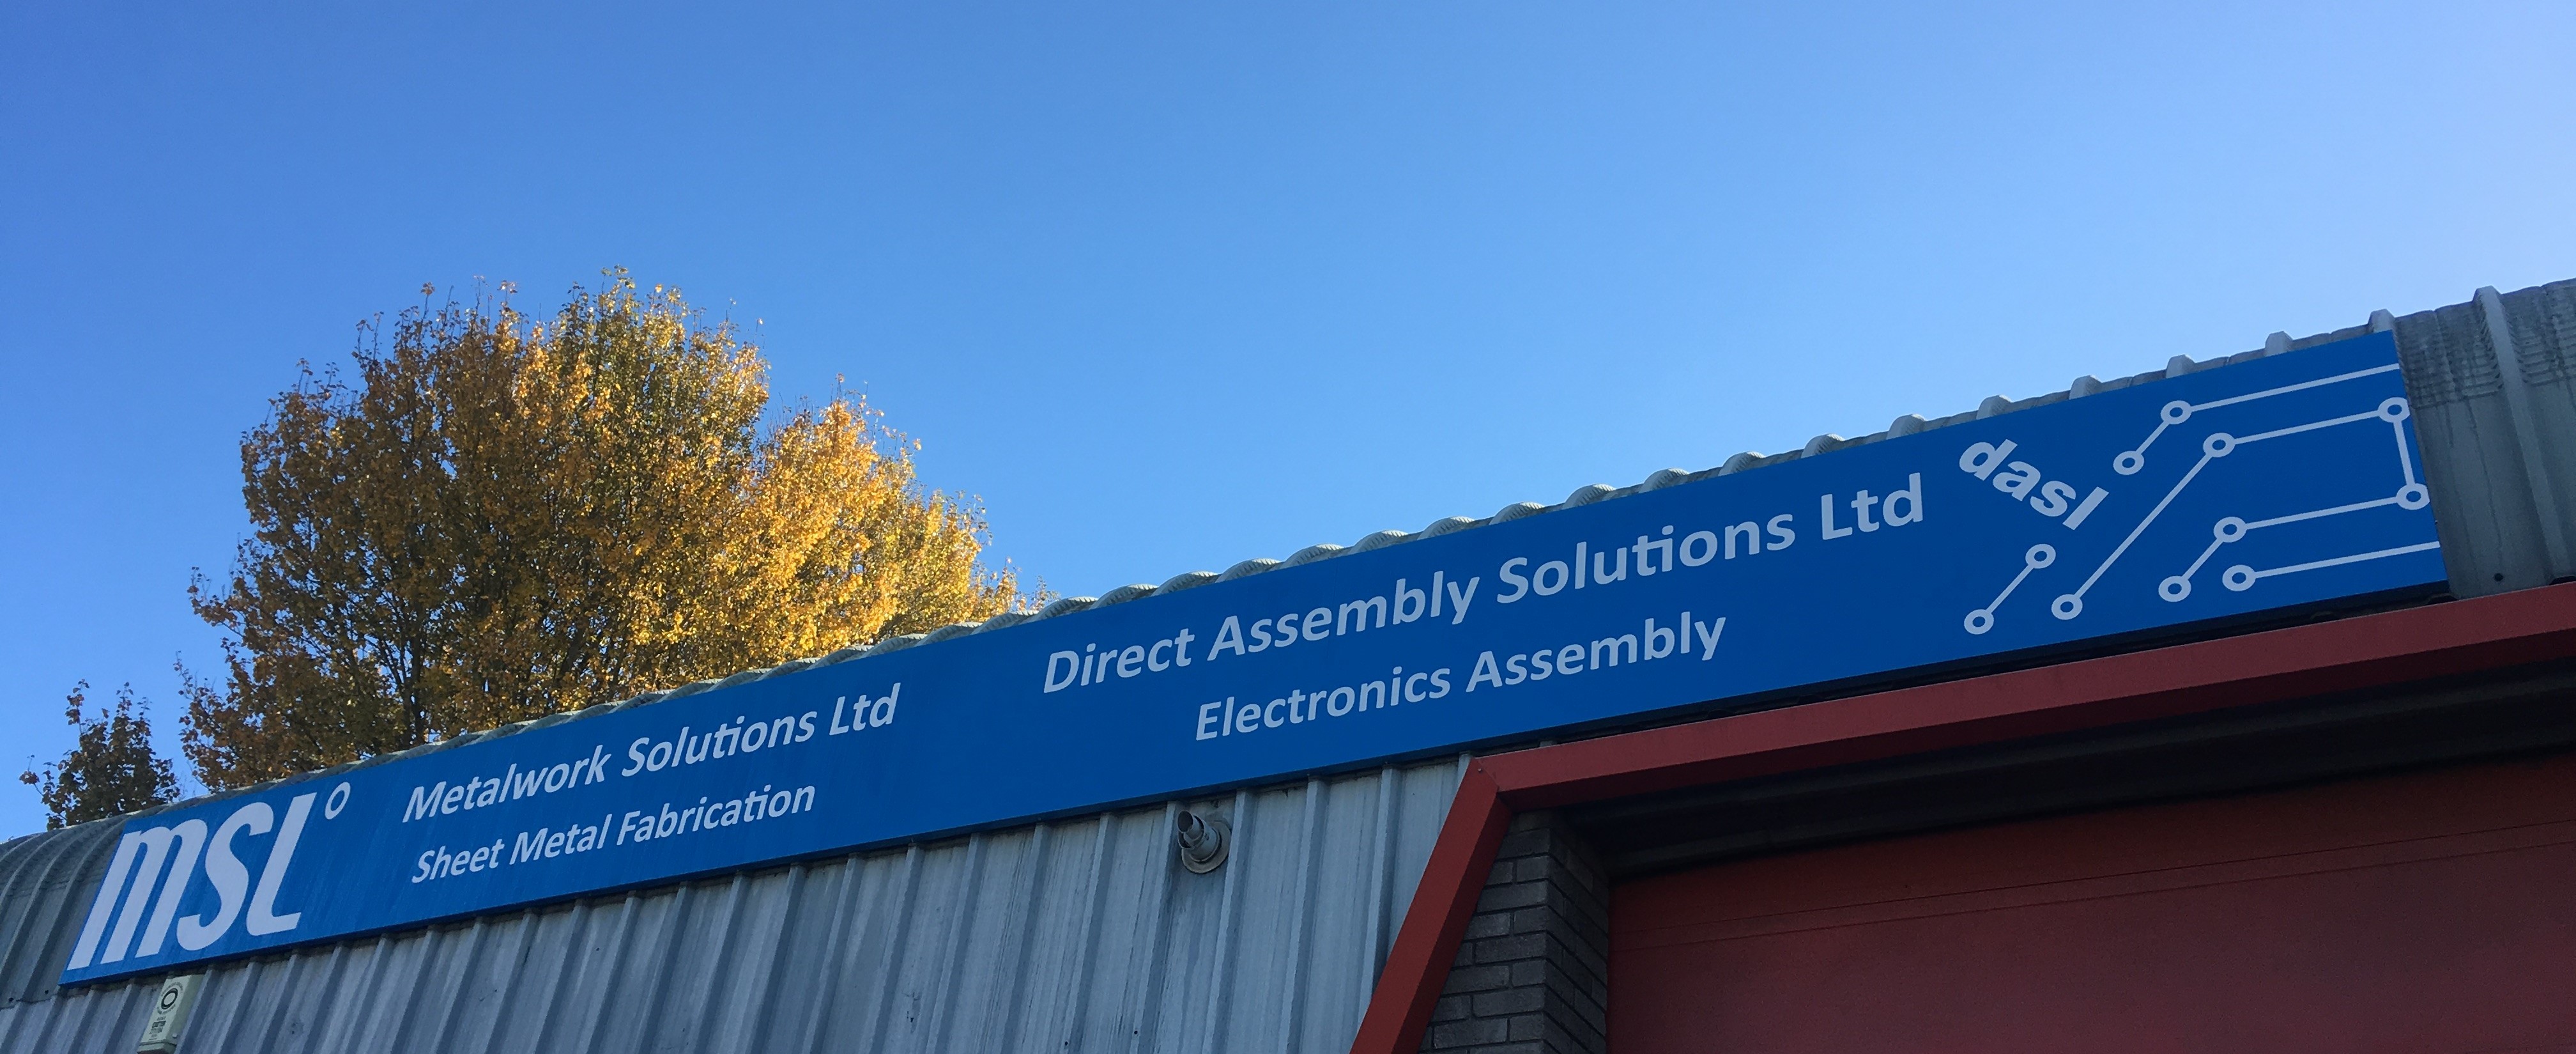 msl
Metalwork Solutions Ltd
Sheet Metal Fabrication
Direct Assembly Solutions Ltd
Electronics Assembly
dasl